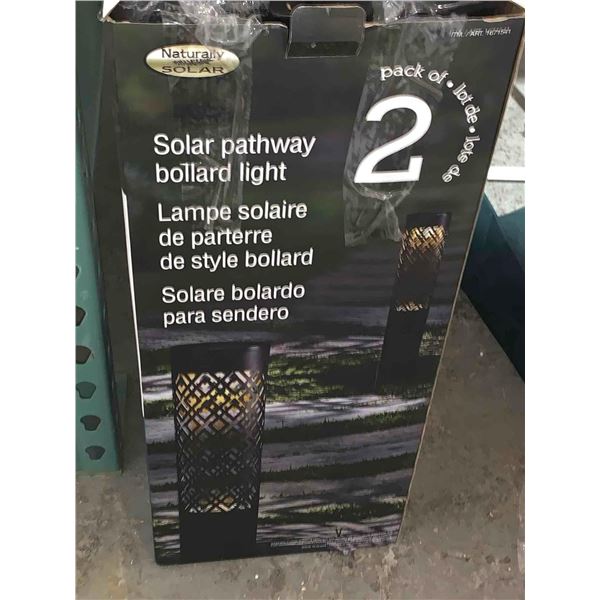 Naturally
SOLAR
pack of • lot de • lotes de
2
Solar pathway
bollard light
Lampe solaire
de parterre
de style bollard
Solare bolardo
para sendero